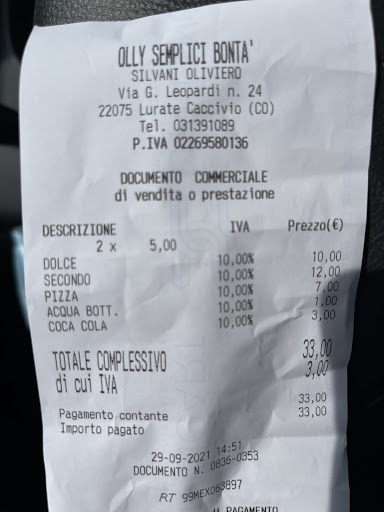 OLLY SEMPLICI BONTA'
SILVANI OLIVIERO
Via G. Leopardi n. 24
22075 Lurate Caccivio (CO)
Tel. 031391089
P.IVA 02269580136
DOCUMENTO COMMERCIALE
di vendita o prestazione
DESCRIZIONE IVA Prezzo(€)
2 x 5,00
DOLCE 10,00% 10,00
SECONDO 10,00% 12,00
PIZZA 10,00% 7,00
ACQUA BOTT. 10,00% 1,00
COCA COLA 10,00% 3,00
TOTALE COMPLESSIVO 33,00
di cui IVA 3,00
Pagamento contante 33,00
Importo pagato 33,00
29-09-2021 14:51
DOCUMENTO N. 0836-0353
RT 99MEX063897
di PAGAMENTO